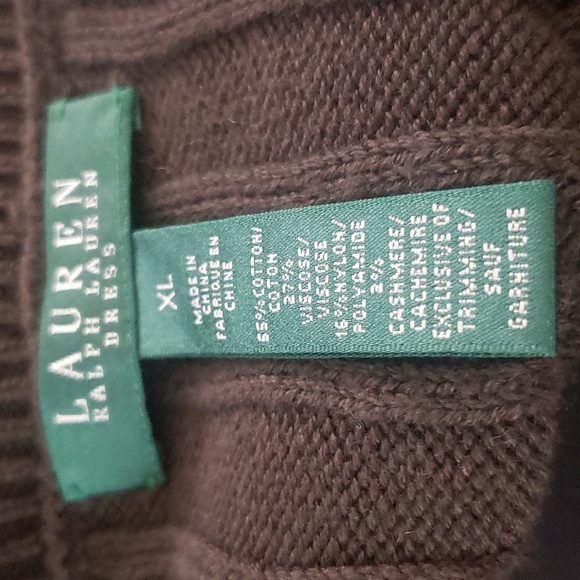 LAUREN
RALPH LAUREN
DRESS
XL
MADE IN
CHINA
FABRIQUE EN
CHINE
55%COTTON/
COTON
27%
VISCOSE/
VISCOSE
16%NYLON/
POLYAMIDE
2%
CASHMERE/
CACHEMIRE
EXCLUSIVE OF
TRIMMING/
SAUF
GARNITURE